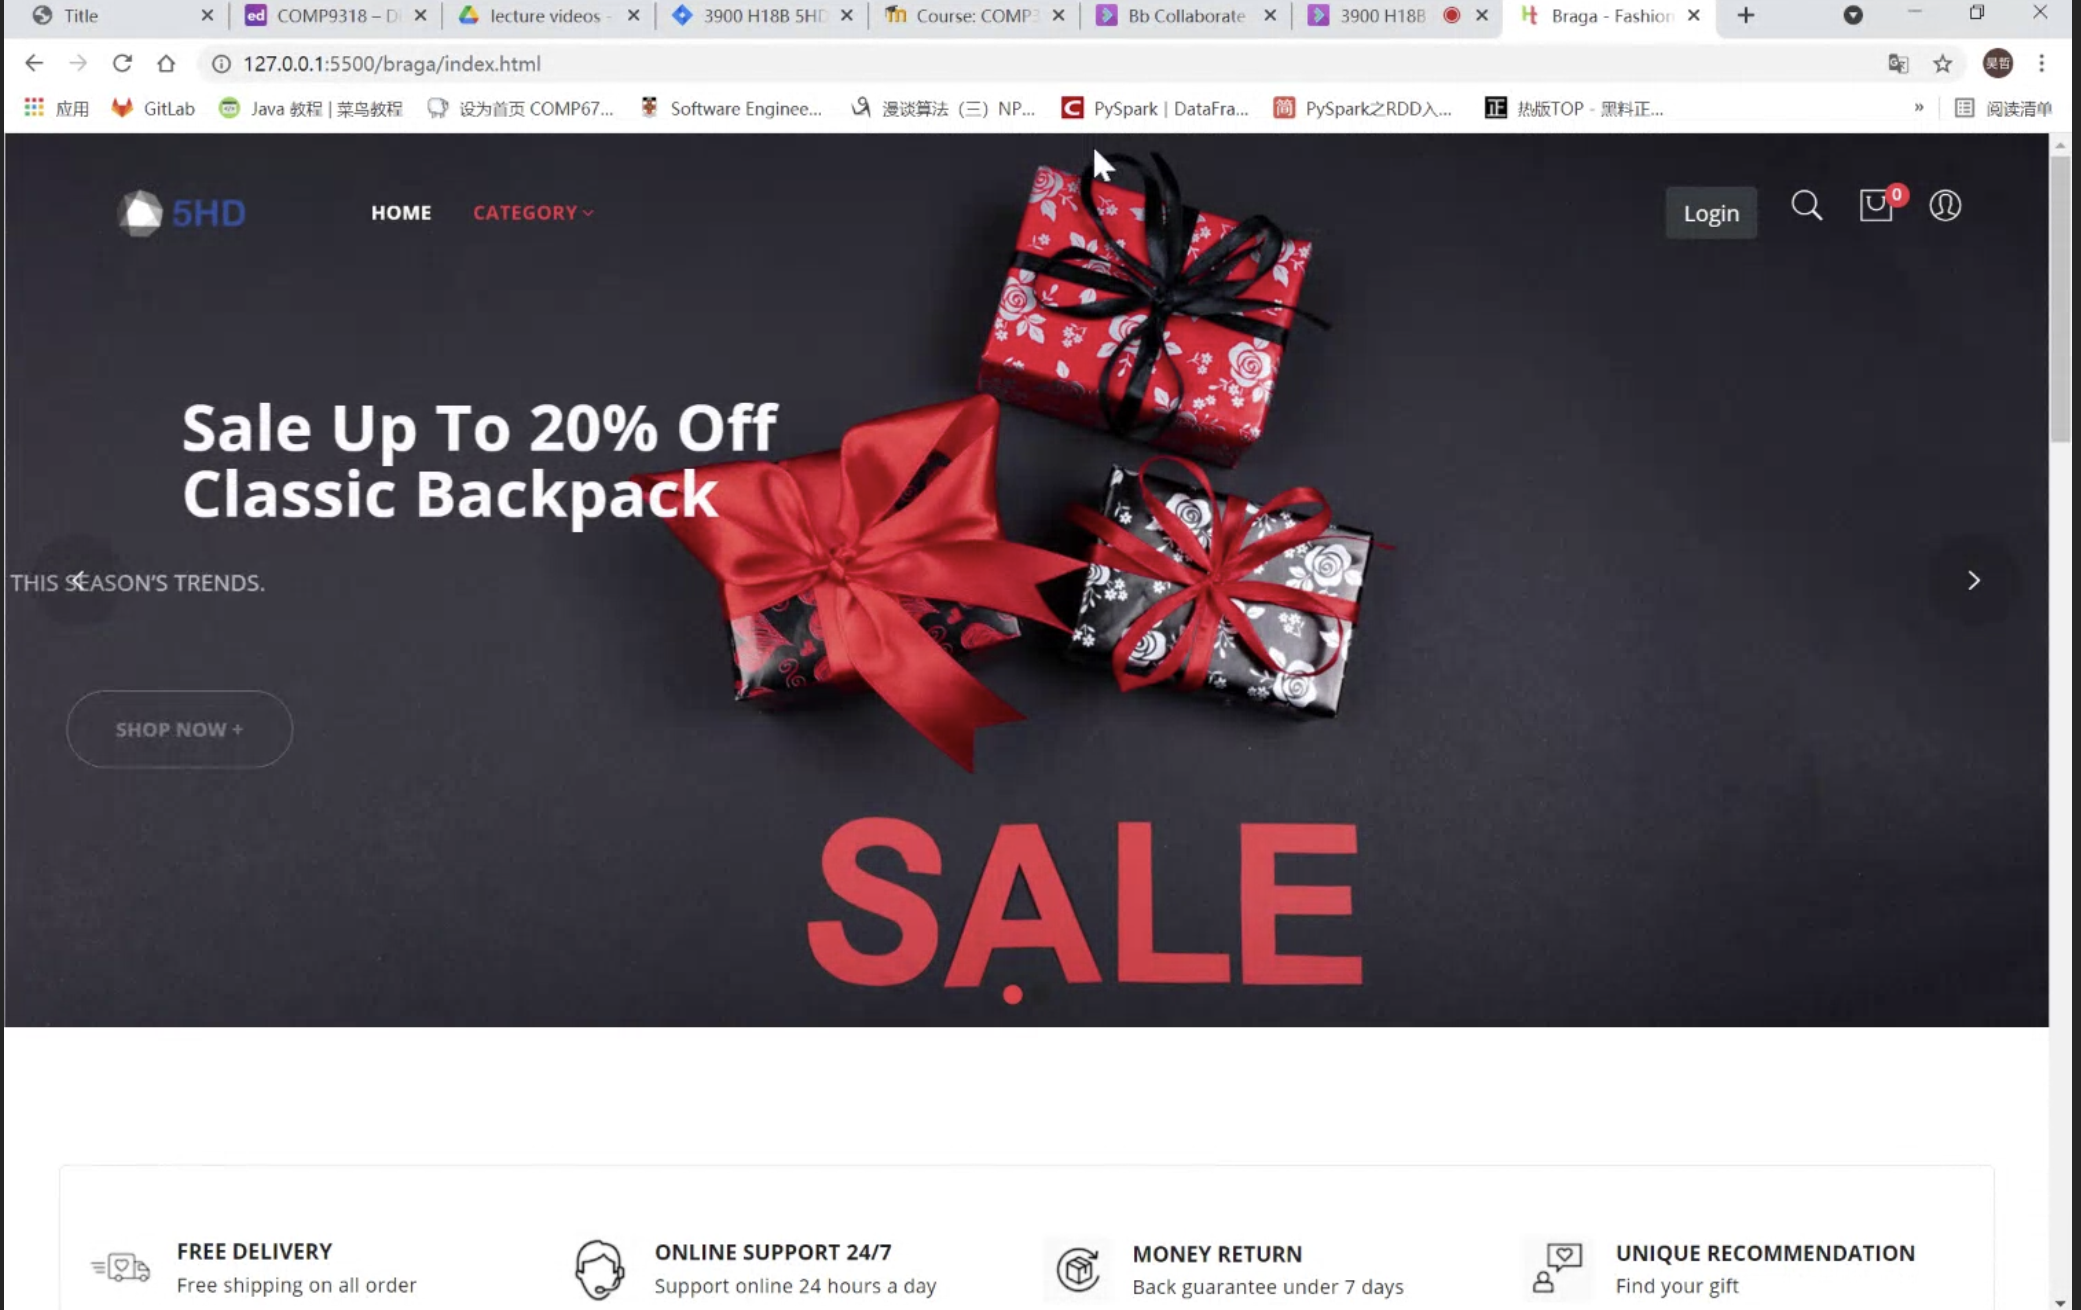 Title
COMP9318 – Di
lecture videos -
3900 H18B 5HD
Course: COMP3
Bb Collaborate
3900 H18B
Braga - Fashion
127.0.0.1:5500/braga/index.html
应用
GitLab
Java 教程 | 菜鸟教程
设为首页 COMP67...
Software Enginee...
漫谈算法（三）NP...
PySpark | DataFra...
PySpark之RDD入...
热版TOP - 黑料正...
»
阅读清单
5HD
HOME
CATEGORY
Login
0
Sale Up To 20% Off
Classic Backpack
THIS SEASON'S TRENDS.
SHOP NOW +
SALE
FREE DELIVERY
Free shipping on all order
ONLINE SUPPORT 24/7
Support online 24 hours a day
MONEY RETURN
Back guarantee under 7 days
UNIQUE RECOMMENDATION
Find your gift